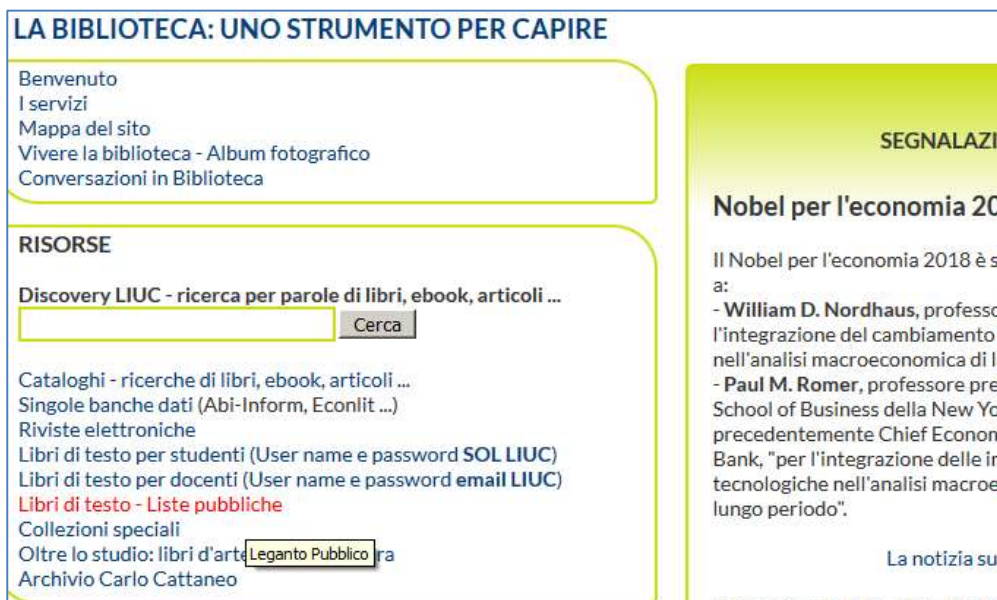 LA BIBLIOTECA: UNO STRUMENTO PER CAPIRE
Benvenuto
I servizi
Mappa del sito
Vivere la biblioteca - Album fotografico
Conversazioni in Biblioteca
RISORSE
Discovery LIUC - ricerca per parole di libri, ebook, articoli ...
Cerca
Cataloghi - ricerche di libri, ebook, articoli ...
Singole banche dati (Abi-Inform, Econlit ...)
Riviste elettroniche
Libri di testo per studenti (User name e password SOL LIUC)
Libri di testo per docenti (User name e password email LIUC)
Libri di testo - Liste pubbliche
Collezioni speciali
Oltre lo studio: libri d'arte
Leganto Pubblico
ra
Archivio Carlo Cattaneo
SEGNALAZI
Nobel per l'economia 20
Il Nobel per l'economia 2018 è s
a:
- William D. Nordhaus, professo
l'integrazione del cambiamento
nell'analisi macroeconomica di l
- Paul M. Romer, professore pre
School of Business della New Yo
precedentemente Chief Econom
Bank, "per l'integrazione delle in
tecnologiche nell'analisi macroe
lungo periodo".
La notizia su